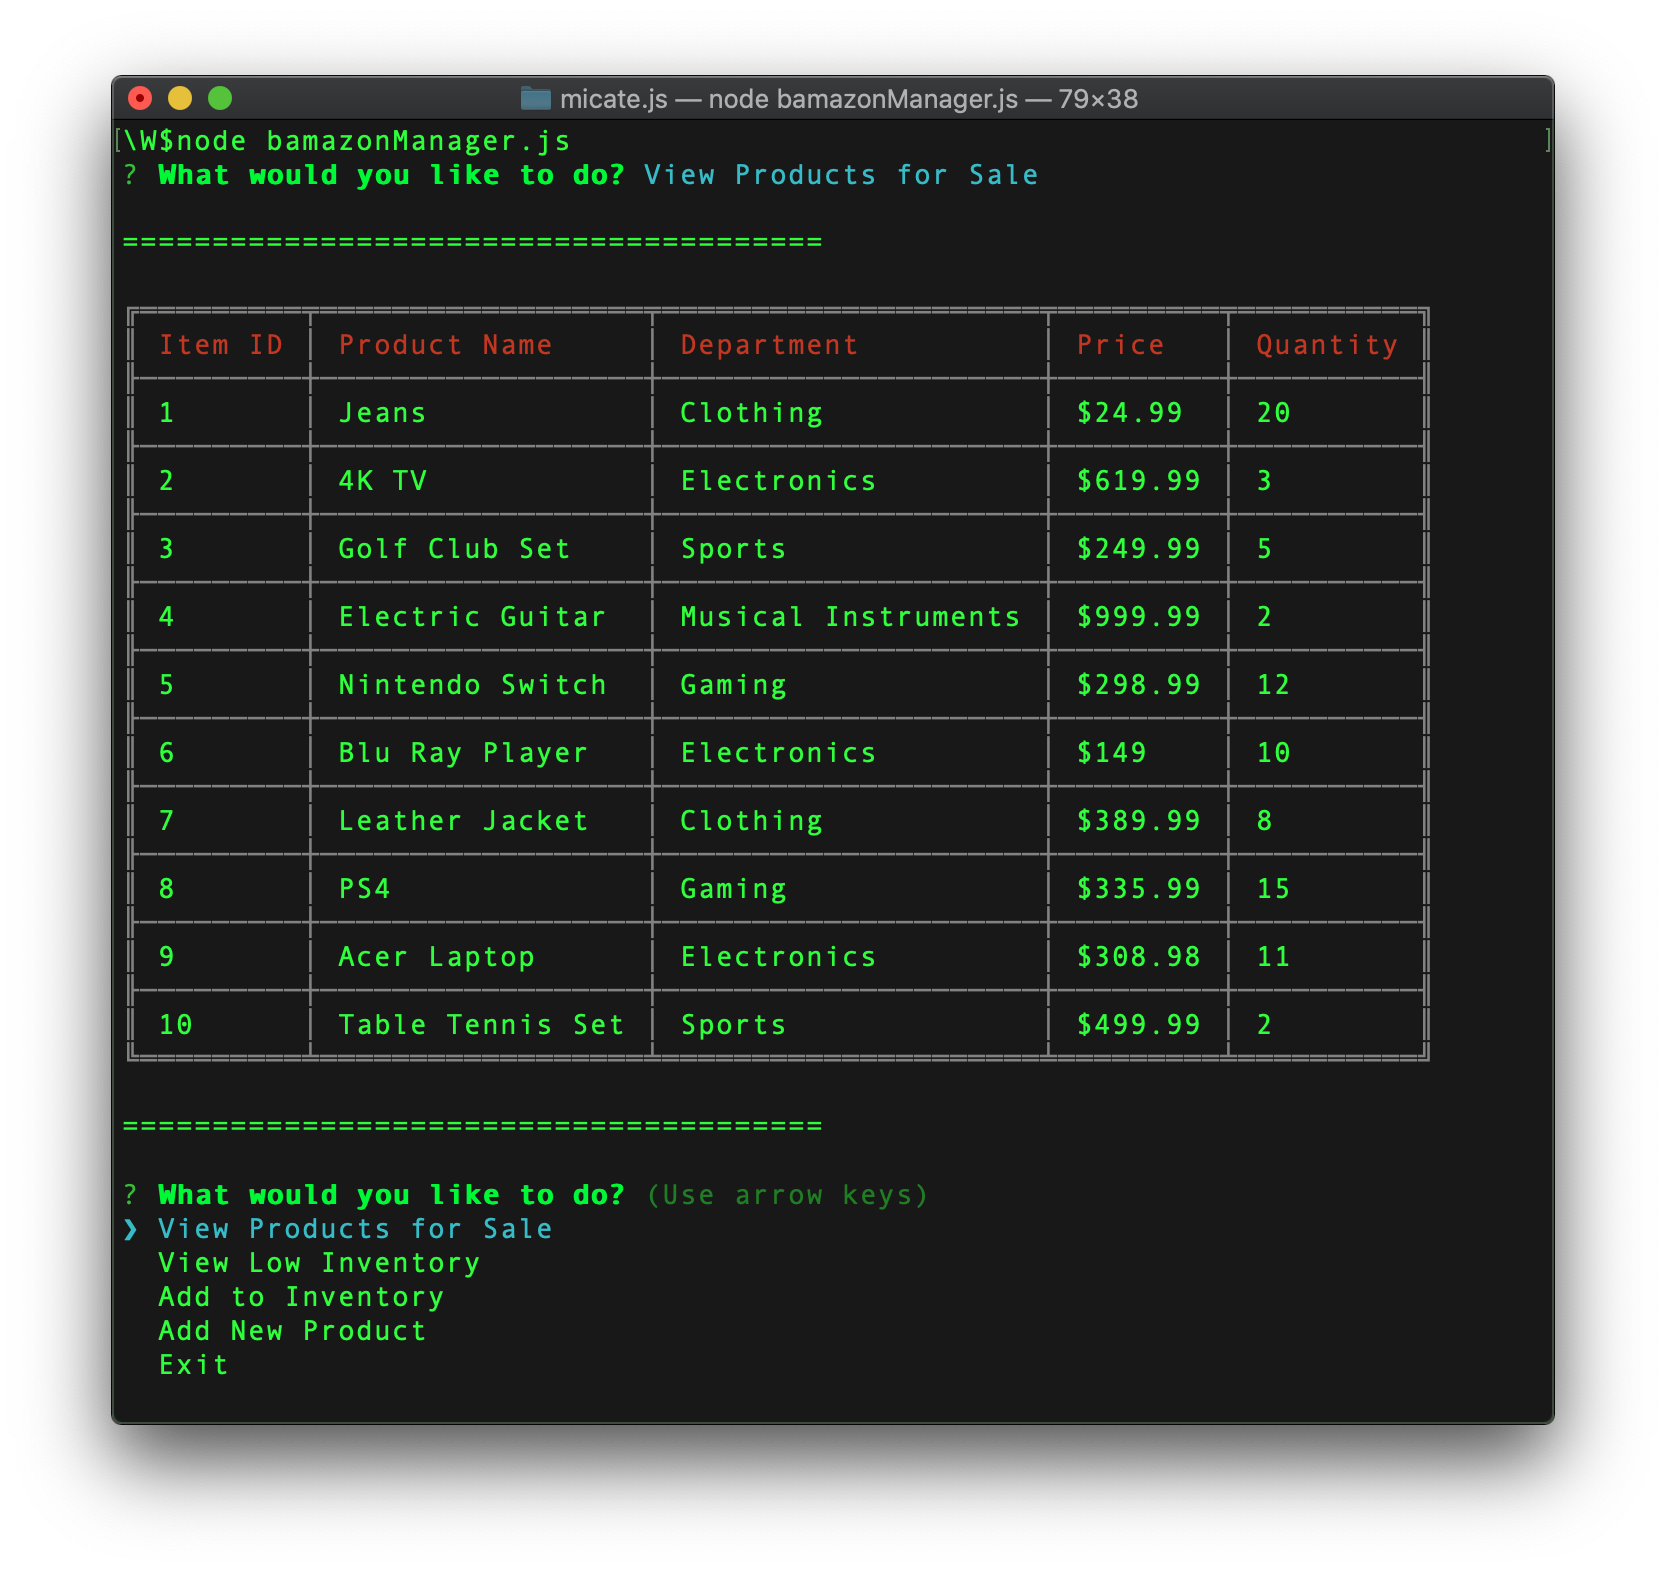 micate.js — node bamazonManager.js — 79×38
[\W$node bamazonManager.js ]
? What would you like to do? View Products for Sale
=======================================
Item ID Product Name Department Price Quantity
1 Jeans Clothing $24.99 20
2 4K TV Electronics $619.99 3
3 Golf Club Set Sports $249.99 5
4 Electric Guitar Musical Instruments $999.99 2
5 Nintendo Switch Gaming $298.99 12
6 Blu Ray Player Electronics $149 10
7 Leather Jacket Clothing $389.99 8
8 PS4 Gaming $335.99 15
9 Acer Laptop Electronics $308.98 11
10 Table Tennis Set Sports $499.99 2
=======================================
? What would you like to do? (Use arrow keys)
❯ View Products for Sale
View Low Inventory
Add to Inventory
Add New Product
Exit